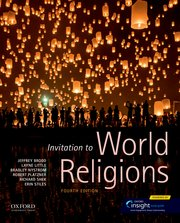 Invitation to
World
Religions
FOURTH EDITION
JEFFREY BRODD
LAYNE LITTLE
BRADLEY NYSTROM
ROBERT PLATZNER
RICHARD SHEK
ERIN STILES
OXFORD
insight